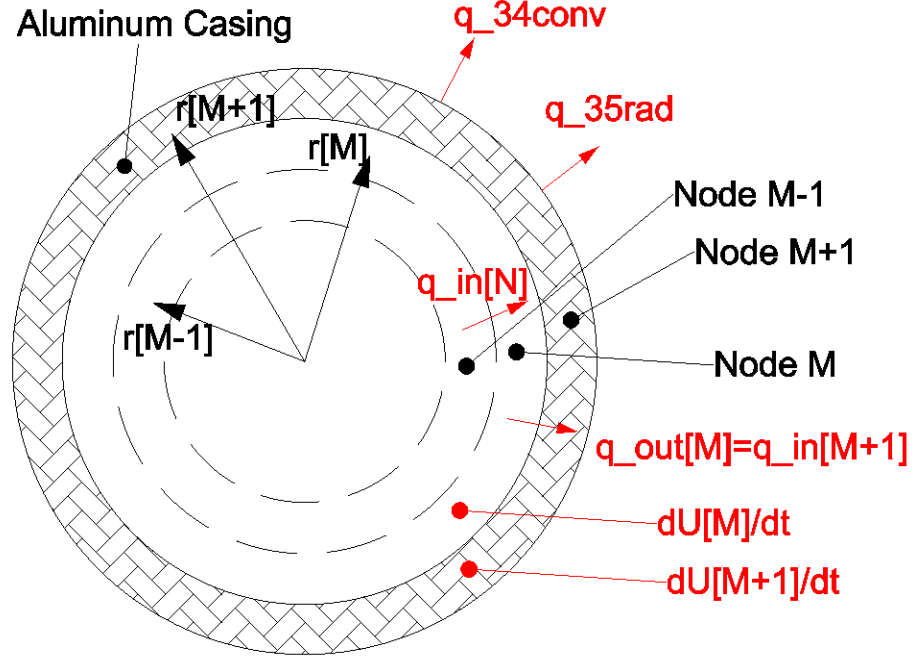 Aluminum Casing
q_34conv
r[M+1]
q_35rad
r[M]
Node M-1
Node M+1
q_in[N]
r[M-1]
Node M
q_out[M]=q_in[M+1]
dU[M]/dt
dU[M+1]/dt